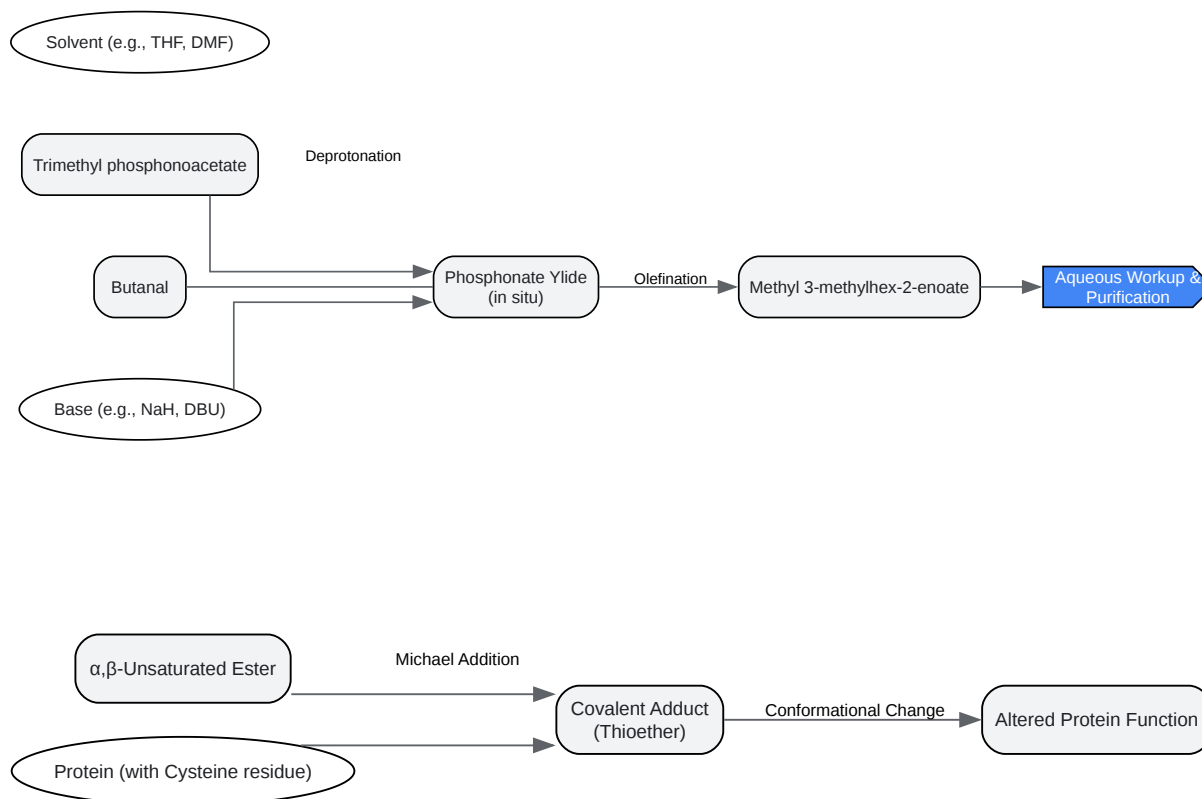 Solvent (e.g., THF, DMF)
Trimethyl phosphonoacetate
Deprotonation
Butanal
Phosphonate Ylide
(in situ)
Olefination
Methyl 3-methylhex-2-enoate
Aqueous Workup &
Purification
Base (e.g., NaH, DBU)
α,β-Unsaturated Ester
Michael Addition
Covalent Adduct
(Thioether)
Conformational Change
Altered Protein Function
Protein (with Cysteine residue)